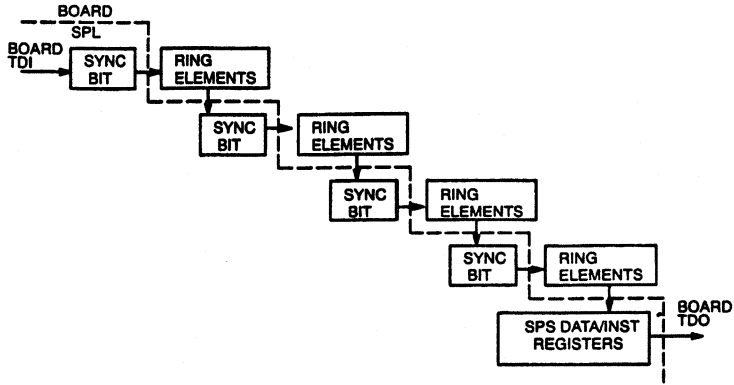 BOARD
SPL
BOARD
TDI
SYNC
BIT
RING
ELEMENTS
SYNC
BIT
RING
ELEMENTS
SYNC
BIT
RING
ELEMENTS
SYNC
BIT
RING
ELEMENTS
SPS DATA/INST
REGISTERS
BOARD
TDO